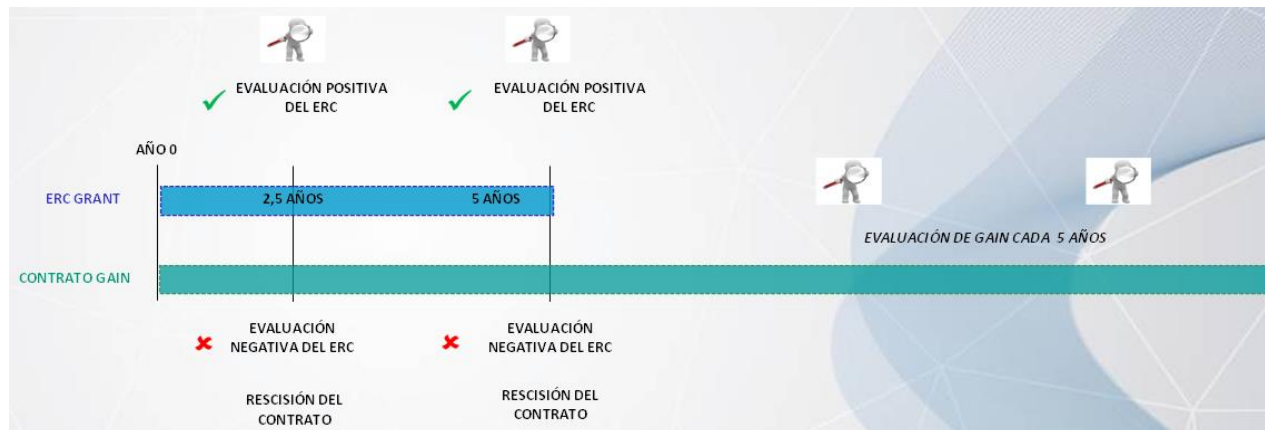 EVALUACIÓN POSITIVA
DEL ERC
EVALUACIÓN POSITIVA
DEL ERC
AÑO 0
ERC GRANT
2,5 AÑOS
5 AÑOS
EVALUACIÓN DE GAIN CADA 5 AÑOS
CONTRATO GAIN
EVALUACIÓN
NEGATIVA DEL ERC
EVALUACIÓN
NEGATIVA DEL ERC
RESCISIÓN DEL
CONTRATO
RESCISIÓN DEL
CONTRATO